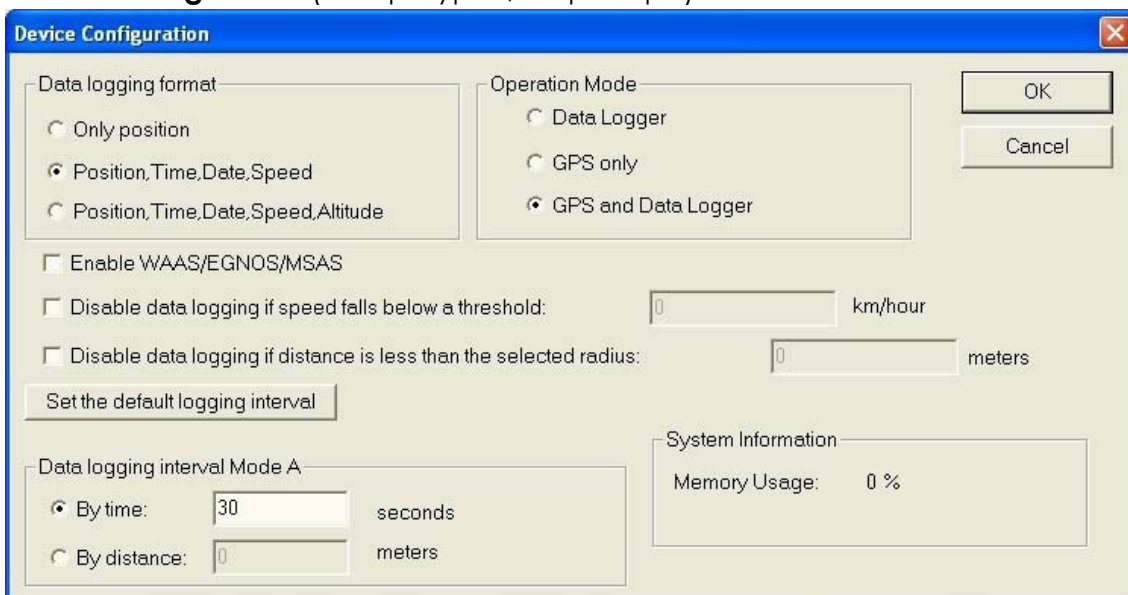 Device Configuration
Data logging format
Only position
Position,Time,Date,Speed
Position,Time,Date,Speed,Altitude
Operation Mode
Data Logger
GPS only
GPS and Data Logger
OK
Cancel
Enable WAAS/EGNOS/MSAS
Disable data logging if speed falls below a threshold: 0 km/hour
Disable data logging if distance is less than the selected radius: 0 meters
Set the default logging interval
Data logging interval Mode A
By time: 30 seconds
By distance: 0 meters
System Information
Memory Usage: 0 %